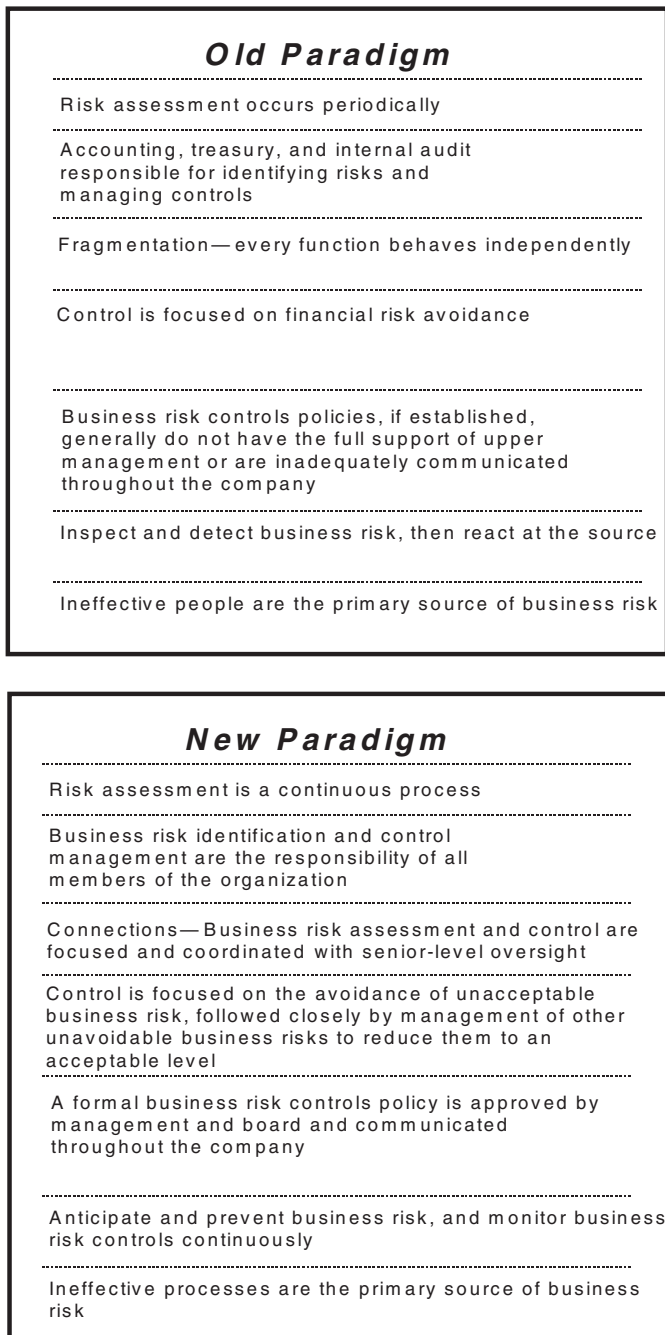 Old Paradigm
Risk assessment occurs periodically
Accounting, treasury, and internal audit
responsible for identifying risks and
managing controls
Fragmentation—every function behaves independently
Control is focused on financial risk avoidance
Business risk controls policies, if established,
generally do not have the full support of upper
management or are inadequately communicated
throughout the company
Inspect and detect business risk, then react at the source
Ineffective people are the primary source of business risk
New Paradigm
Risk assessment is a continuous process
Business risk identification and control
management are the responsibility of all
members of the organization
Connections—Business risk assessment and control are
focused and coordinated with senior-level oversight
Control is focused on the avoidance of unacceptable
business risk, followed closely by management of other
unavoidable business risks to reduce them to an
acceptable level
A formal business risk controls policy is approved by
management and board and communicated
throughout the company
Anticipate and prevent business risk, and monitor business
risk controls continuously
Ineffective processes are the primary source of business
risk